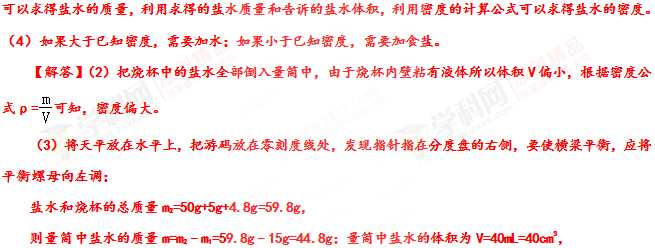 可以求得盐水的质量，利用求得的盐水质量和告诉的盐水体积，利用密度的计算公式可以求得盐水的密度。
（4）如果大于已知密度，需要加水；如果小于已知密度，需要加食盐。
【解答】（2）把烧杯中的盐水全部倒入量筒中，由于烧杯内壁粘有液体所以体积 V 偏小，根据密度公
式 ρ=m/V可知，密度偏大。
（3）将天平放在水平上，把游码放在零刻度线处，发现指针指在分度盘的右侧，要使横梁平衡，应将
平衡螺母向左调；
盐水和烧杯的总质量 m₂=50g+5g+4.8g=59.8g，
则量筒中盐水的质量 m=m₂﹣m₁=59.8g﹣15g=44.8g；量筒中盐水的体积为 V=40mL=40cm³，